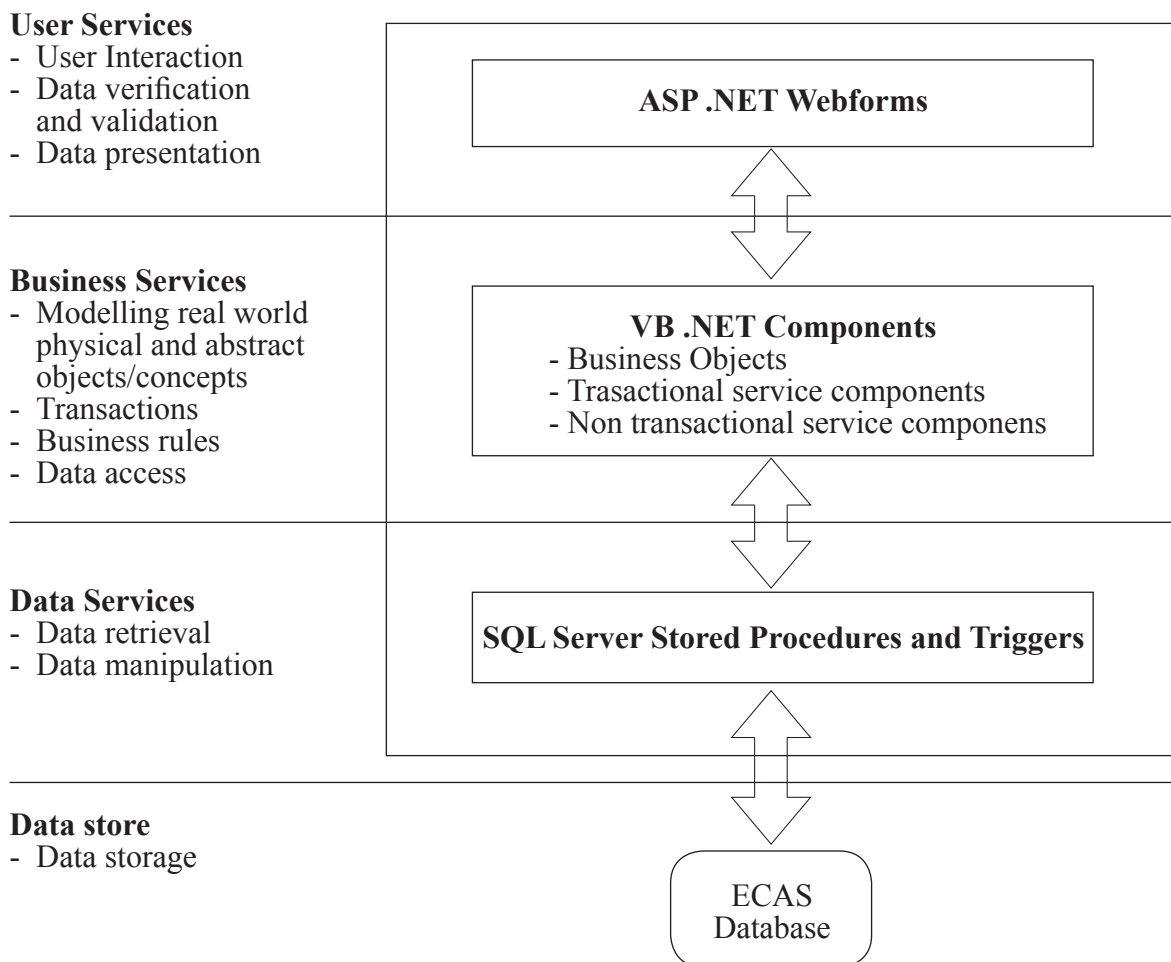 User Services
- User Interaction
- Data verification
and validation
- Data presentation
ASP .NET Webforms
Business Services
- Modelling real world
physical and abstract
objects/concepts
- Transactions
- Business rules
- Data access
VB .NET Components
- Business Objects
- Trasactional service components
- Non transactional service componens
Data Services
- Data retrieval
- Data manipulation
SQL Server Stored Procedures and Triggers
Data store
- Data storage
ECAS
Database